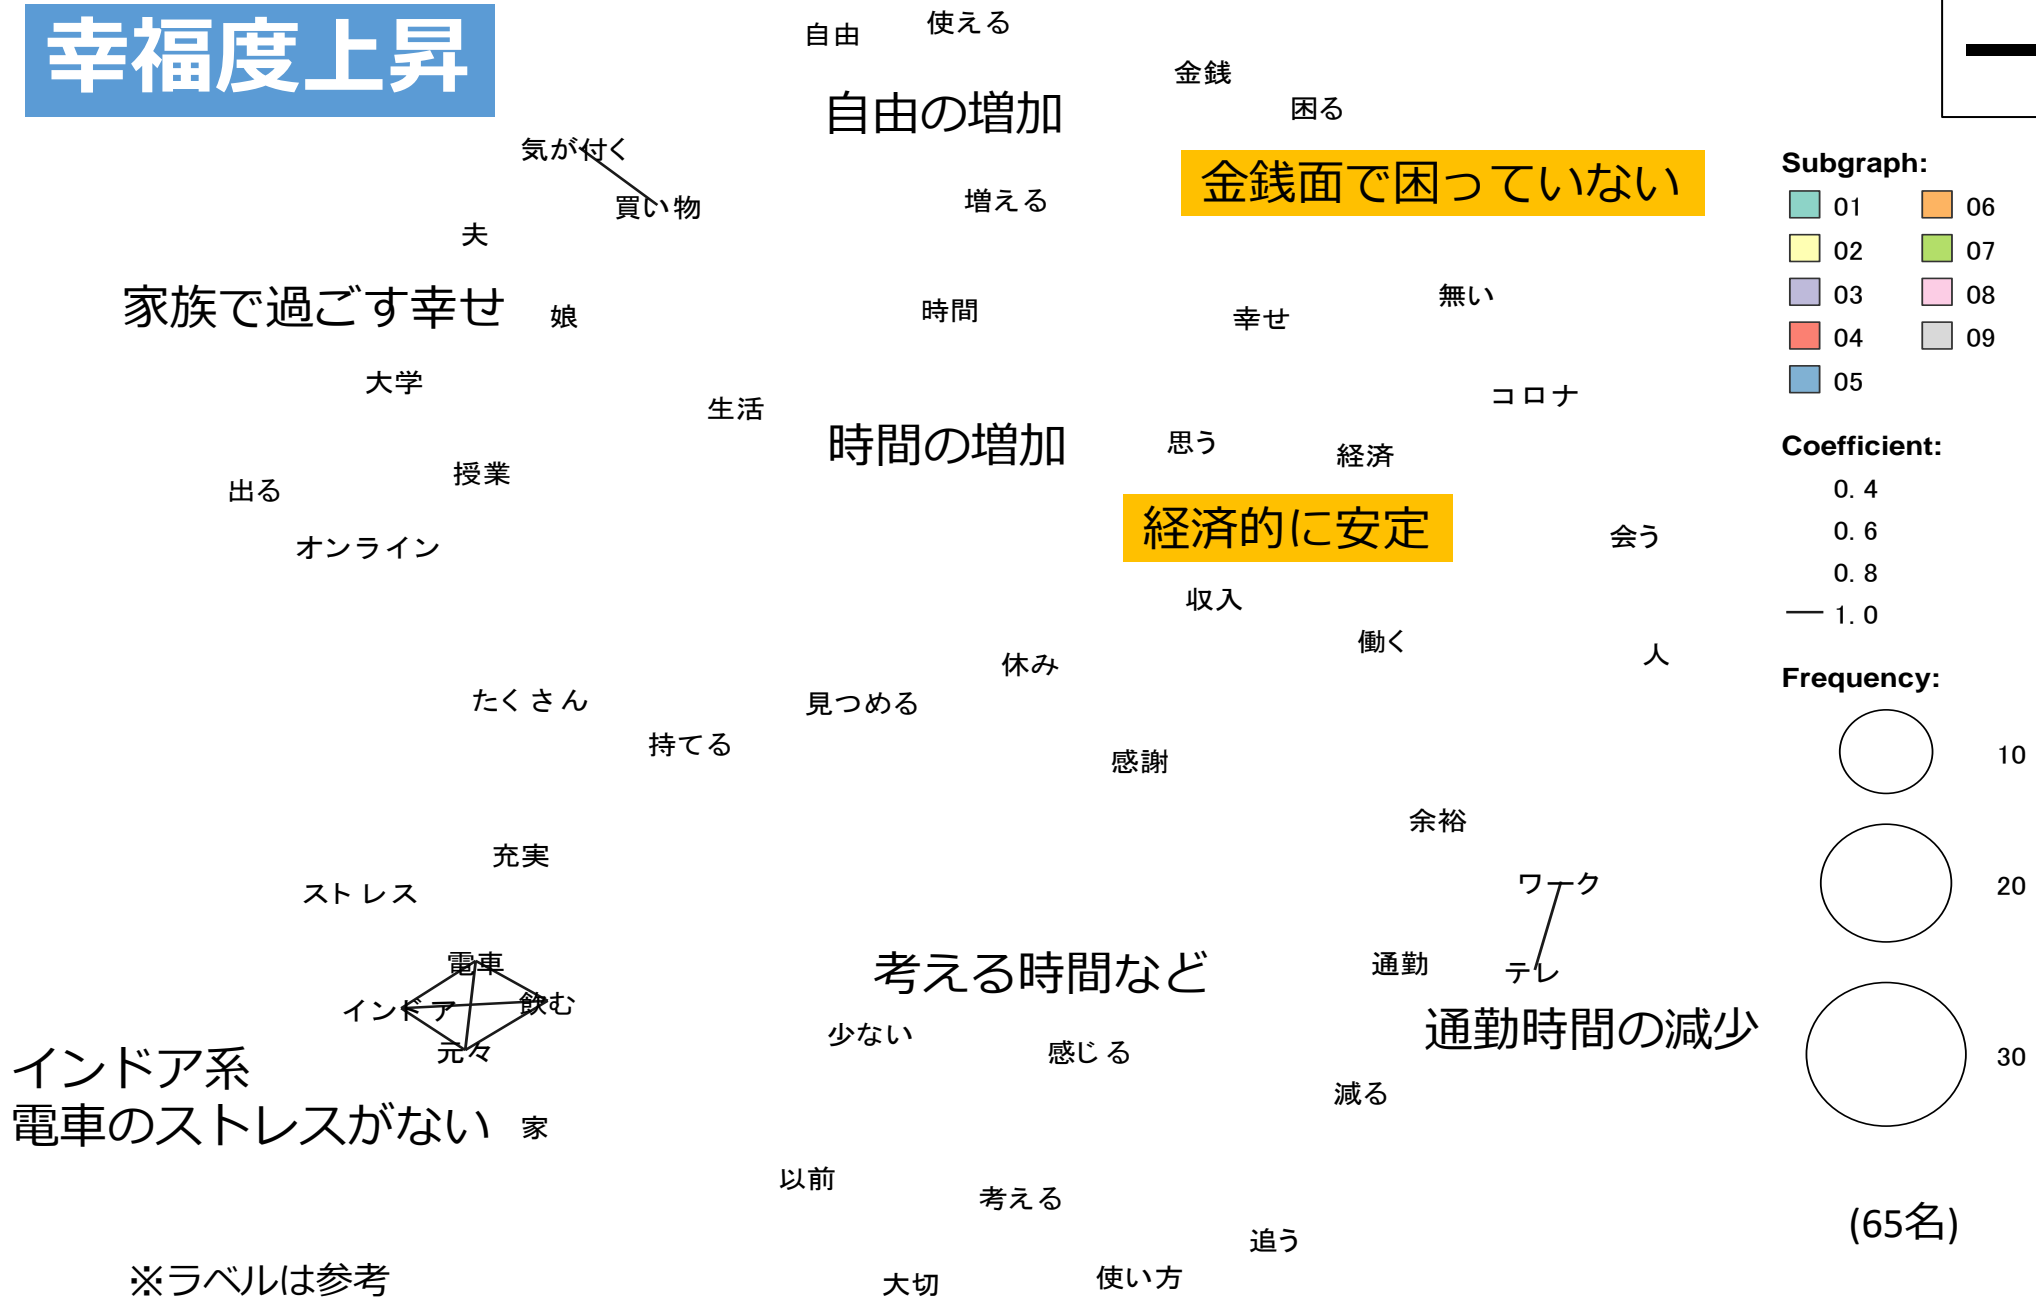 幸福度上昇
自由
使える
金銭
困る
自由の増加
気が付く
買い物
増える
金銭面で困っていない
夫
家族で過ごす幸せ
娘
時間
幸せ
無い
大学
生活
コロナ
時間の増加
思う
経済
授業
出る
オンライン
経済的に安定
会う
収入
働く
人
休み
たくさん
見つめる
持てる
感謝
余裕
充実
ストレス
ワーク
電車
考える時間など
通勤
テレ
インドア
飲む
元々
少ない
感じる
通勤時間の減少
インドア系
電車のストレスがない
家
減る
以前
考える
追う
大切
使い方
※ラベルは参考
Subgraph:
01 06
02 07
03 08
04 09
05
Coefficient:
0.4
0.6
0.8
1.0
Frequency:
10
20
30
(65名)